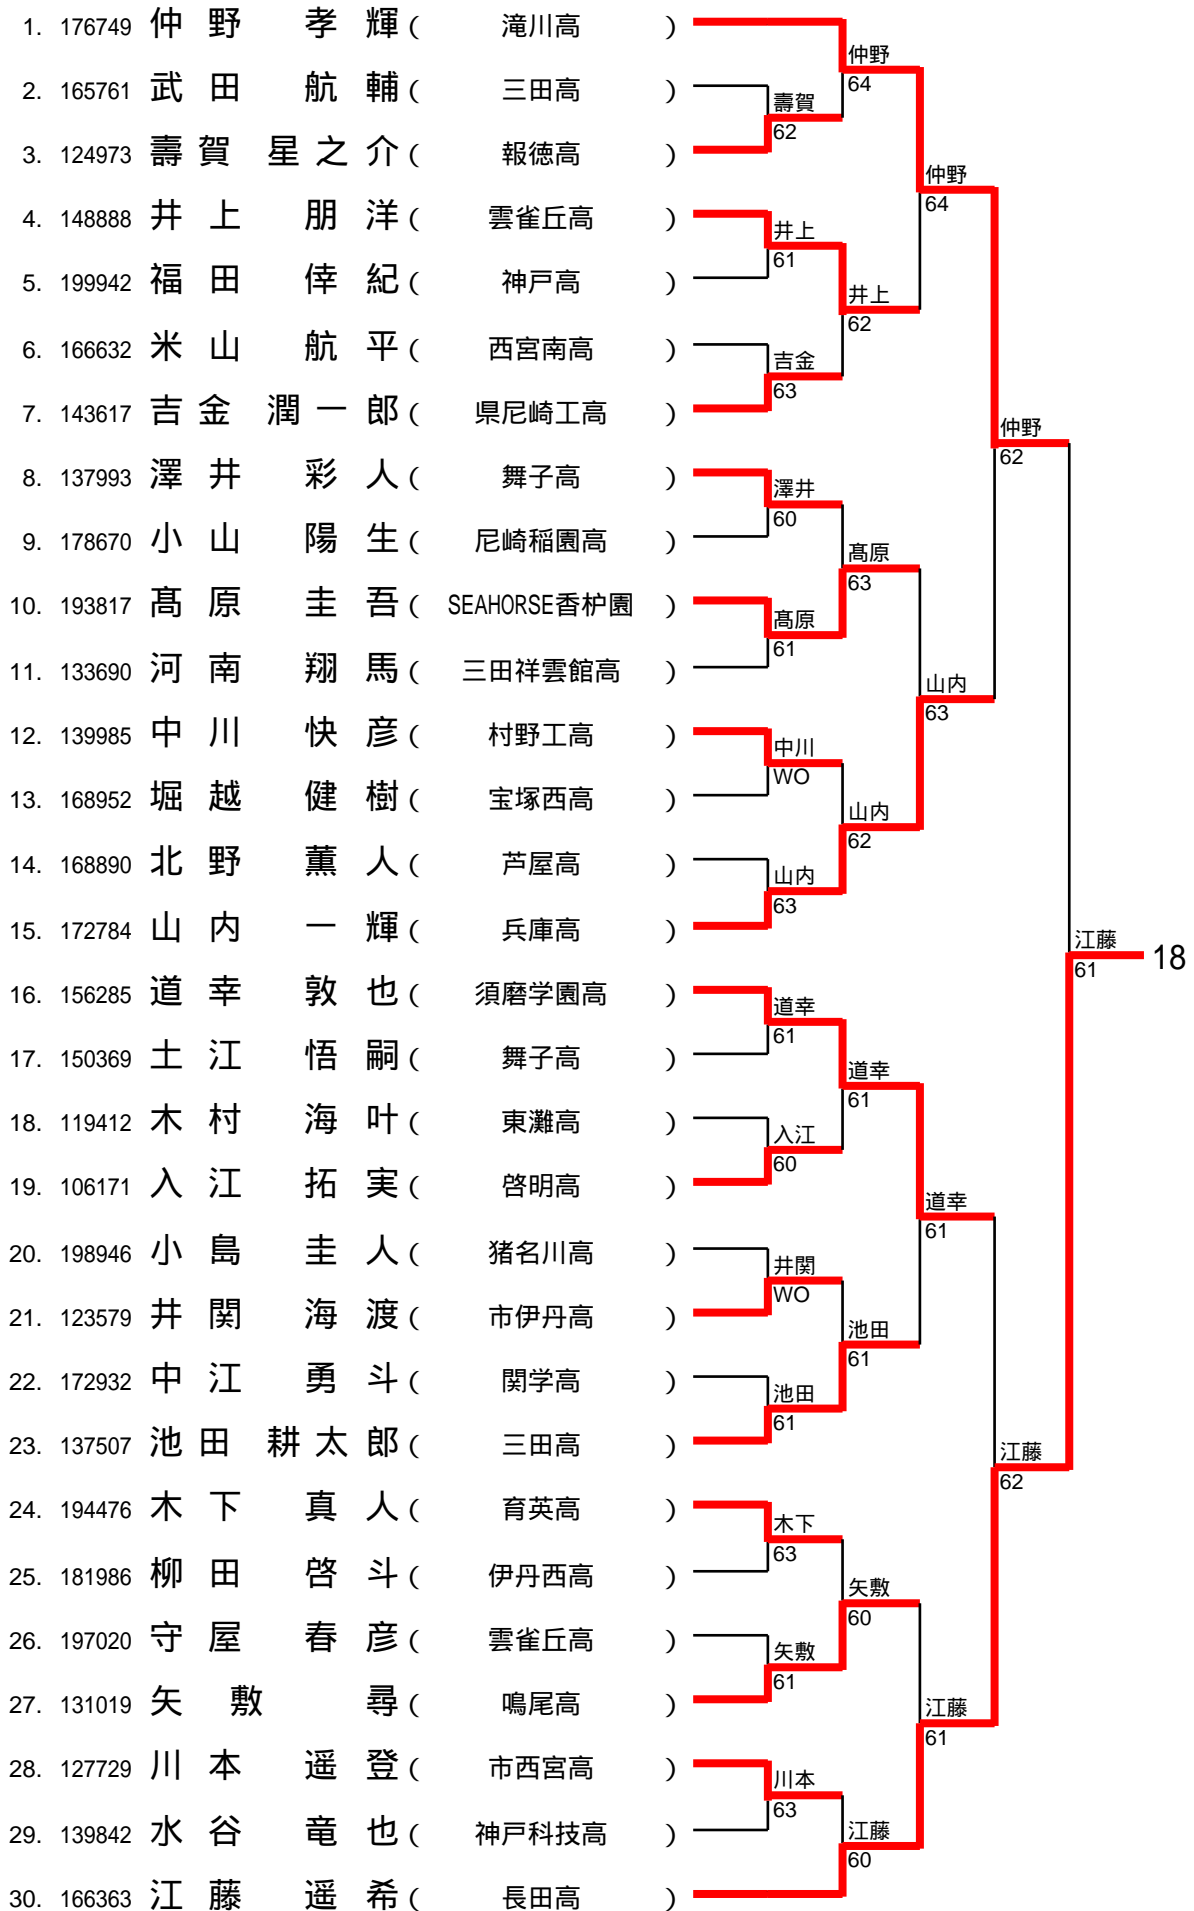 1. 176749 仲野 孝輝 ( 滝川高 )
仲野
64
2. 165761 武田 航輔 ( 三田高 )
壽賀
62
3. 124973 壽賀 星之介 ( 報徳高 )
仲野
64
4. 148888 井上 朋洋 ( 雲雀丘高 )
井上
61
5. 199942 福田 倖紀 ( 神戸高 )
井上
62
6. 166632 米山 航平 ( 西宮南高 )
吉金
63
7. 143617 吉金 潤一郎 ( 県尼崎工高 )
仲野
62
8. 137993 澤井 彩人 ( 舞子高 )
澤井
60
9. 178670 小山 陽生 ( 尼崎稲園高 )
髙原
63
10. 193817 髙原 圭吾 ( SEAHORSE香枦園 )
髙原
61
11. 133690 河南 翔馬 ( 三田祥雲館高 )
山内
63
12. 139985 中川 快彦 ( 村野工高 )
中川
WO
13. 168952 堀越 健樹 ( 宝塚西高 )
山内
62
14. 168890 北野 薫人 ( 芦屋高 )
山内
63
15. 172784 山内 一輝 ( 兵庫高 )
江藤
61
18
16. 156285 道幸 敦也 ( 須磨学園高 )
道幸
61
17. 150369 土江 悟嗣 ( 舞子高 )
道幸
61
18. 119412 木村 海叶 ( 東灘高 )
入江
60
19. 106171 入江 拓実 ( 啓明高 )
道幸
61
20. 198946 小島 圭人 ( 猪名川高 )
井関
WO
21. 123579 井関 海渡 ( 市伊丹高 )
池田
61
22. 172932 中江 勇斗 ( 関学高 )
池田
61
23. 137507 池田 耕太郎 ( 三田高 )
江藤
62
24. 194476 木下 真人 ( 育英高 )
木下
63
25. 181986 柳田 啓斗 ( 伊丹西高 )
矢敷
60
26. 197020 守屋 春彦 ( 雲雀丘高 )
矢敷
61
27. 131019 矢敷 尋 ( 鳴尾高 )
江藤
61
28. 127729 川本 遥登 ( 市西宮高 )
川本
63
29. 139842 水谷 竜也 ( 神戸科技高 )
江藤
60
30. 166363 江藤 遥希 ( 長田高 )